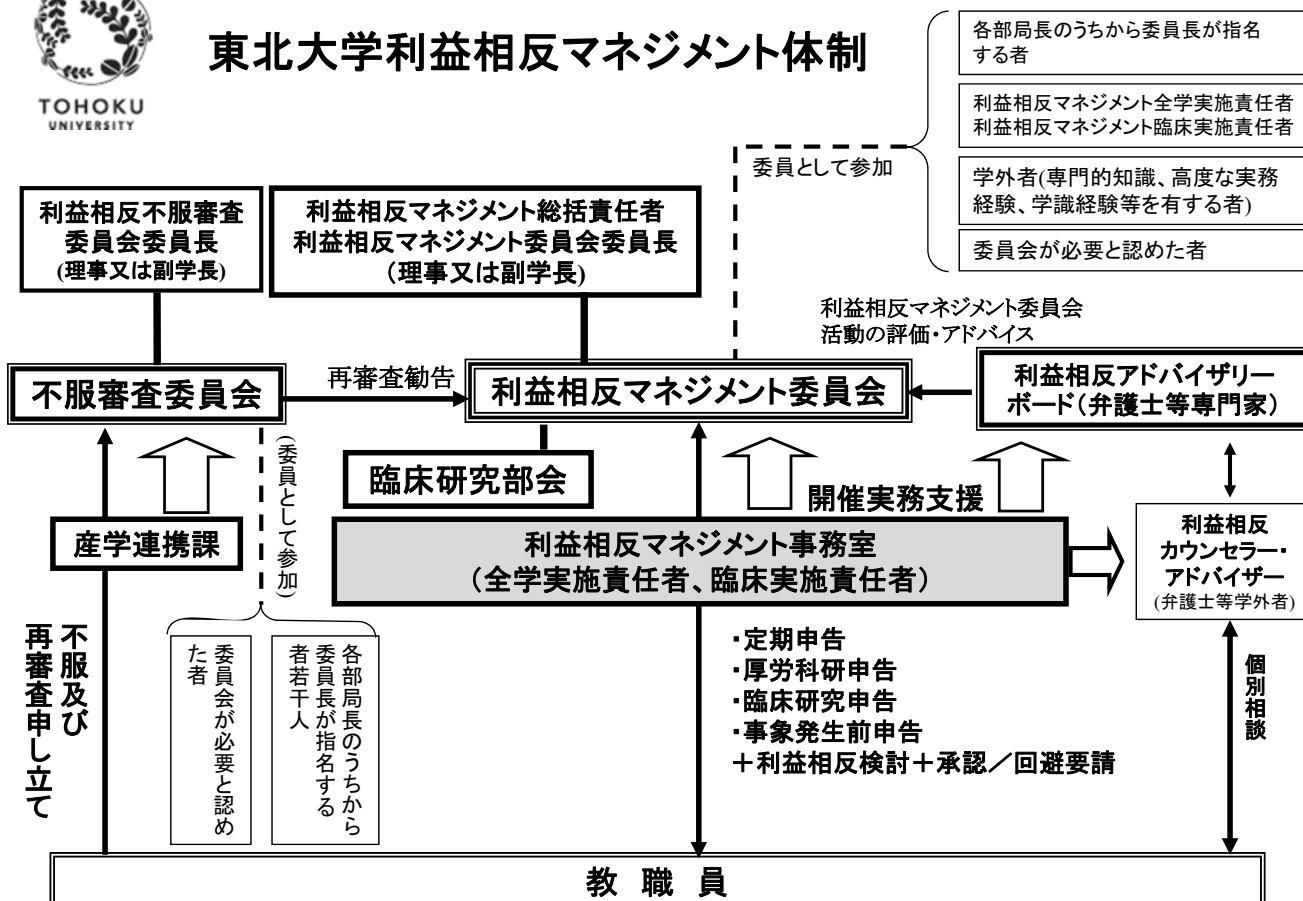 TOHOKU
UNIVERSITY
東北大学利益相反マネジメント体制
各部局長のうちから委員長が指名
する者
利益相反マネジメント全学実施責任者
利益相反マネジメント臨床実施責任者
学外者(専門的知識、高度な実務
経験、学識経験等を有する者)
委員会が必要と認めた者
委員として参加
利益相反不服審査
委員会委員長
(理事又は副学長)
利益相反マネジメント総括責任者
利益相反マネジメント委員会委員長
(理事又は副学長)
利益相反マネジメント委員会
活動の評価・アドバイス
不服審査委員会
再審査勧告
利益相反マネジメント委員会
利益相反アドバイザリー
ボード(弁護士等専門家)
(委員として参加)
臨床研究部会
開催実務支援
産学連携課
利益相反マネジメント事務室
(全学実施責任者、臨床実施責任者)
利益相反
カウンセラー・
アドバイザー
(弁護士等学外者)
不服及び
再審査申し立て
委員会が必要と認め
た者
各部局長のうちから
委員長が指名する
者若干人
・定期申告
・厚労科研申告
・臨床研究申告
・事象発生前申告
+利益相反検討+承認/回避要請
個別相談
教 職 員